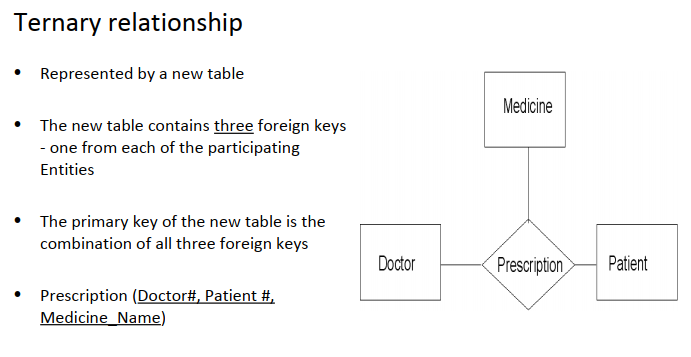 Ternary relationship
• Represented by a new table
• The new table contains three foreign keys
- one from each of the participating
Entities
• The primary key of the new table is the
combination of all three foreign keys
• Prescription (Doctor#, Patient #,
Medicine_Name)
Medicine
Doctor
Prescription
Patient